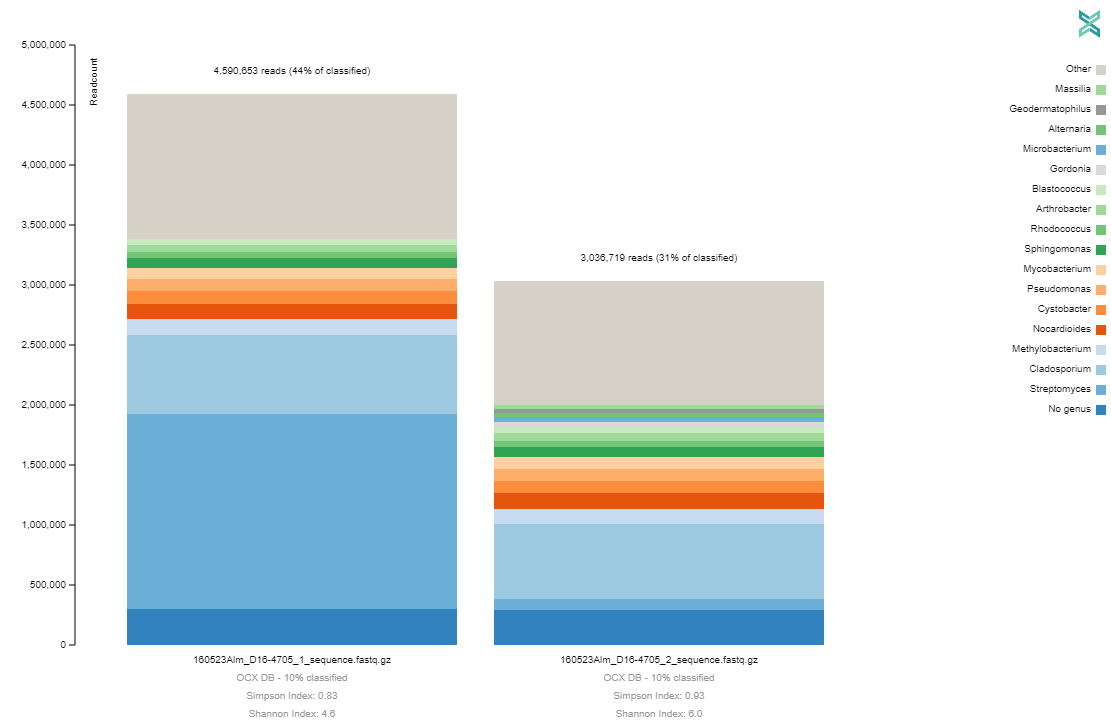 5,000,000
4,500,000
4,000,000
3,500,000
3,000,000
2,500,000
2,000,000
1,500,000
1,000,000
500,000
0
Readcount
4,590,653 reads (44% of classified)
3,036,719 reads (31% of classified)
160523Alm_D16-4705_1_sequence.fastq.gz
OCX DB - 10% classified
Simpson Index: 0.83
Shannon Index: 4.6
160523Alm_D16-4705_2_sequence.fastq.gz
OCX DB - 10% classified
Simpson Index: 0.93
Shannon Index: 6.0
Other
Massilia
Geodermatophilus
Alternaria
Microbacterium
Gordonia
Blastococcus
Arthrobacter
Rhodococcus
Sphingomonas
Mycobacterium
Pseudomonas
Cystobacter
Nocardioides
Methylobacterium
Cladosporium
Streptomyces
No genus